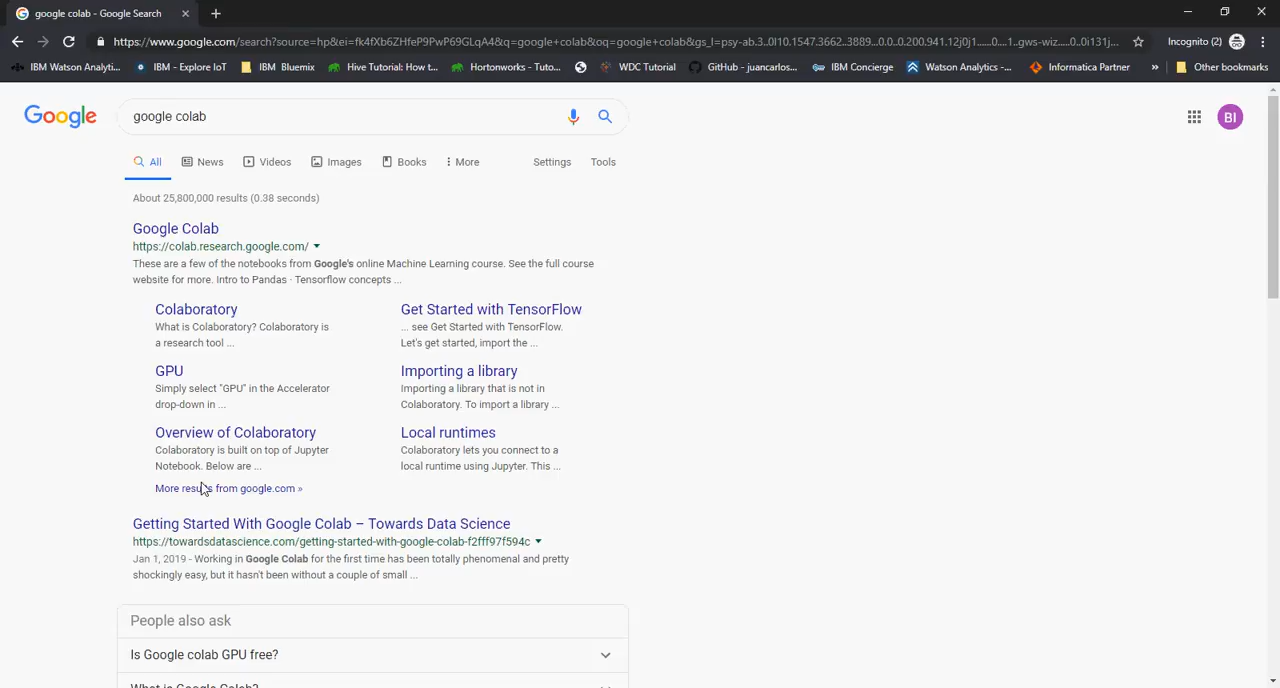 google colab - Google Search
https://www.google.com/search?source=hp&ei=fk4fXb6ZHfeP9PwP69GLqA4&q=google+colab&oq=google+colab&gs_l=psy-ab.3..0l10.1547.3662..3889...0.0..0.200.941.12j0j1......0....1..gws-wiz.....0..0i131j...
Incognito (2)
IBM Watson Analyti...
IBM - Explore IoT
IBM Bluemix
Hive Tutorial: How t...
Hortonworks - Tuto...
WDC Tutorial
GitHub - juancarlos...
IBM Concierge
Watson Analytics -...
Informatica Partner
»
Other bookmarks
Google
google colab
BI
All
News
Videos
Images
Books
More
Settings
Tools
About 25,800,000 results (0.38 seconds)
Google Colab
https://colab.research.google.com/
These are a few of the notebooks from Google's online Machine Learning course. See the full course
website for more. Intro to Pandas · Tensorflow concepts ...
Colaboratory
What is Colaboratory? Colaboratory is
a research tool ...
Get Started with TensorFlow
... see Get Started with TensorFlow.
Let's get started, import the ...
GPU
Simply select "GPU" in the Accelerator
drop-down in ...
Importing a library
Importing a library that is not in
Colaboratory. To import a library ...
Overview of Colaboratory
Colaboratory is built on top of Jupyter
Notebook. Below are ...
Local runtimes
Colaboratory lets you connect to a
local runtime using Jupyter. This ...
More results from google.com »
Getting Started With Google Colab – Towards Data Science
https://towardsdatascience.com/getting-started-with-google-colab-f2fff97f594c
Jan 1, 2019 - Working in Google Colab for the first time has been totally phenomenal and pretty
shockingly easy, but it hasn't been without a couple of small ...
People also ask
Is Google colab GPU free?
What is Google Colab?